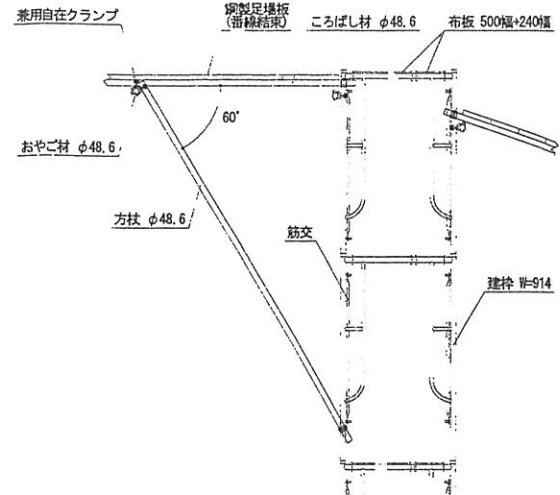 兼用自在クランプ
鋼製足場板
(番線結束)
ころばし材 φ48.6
布板 500幅+240幅
60°
おやご材 φ48.6
方杖 φ48.6
筋交
建枠 W=914